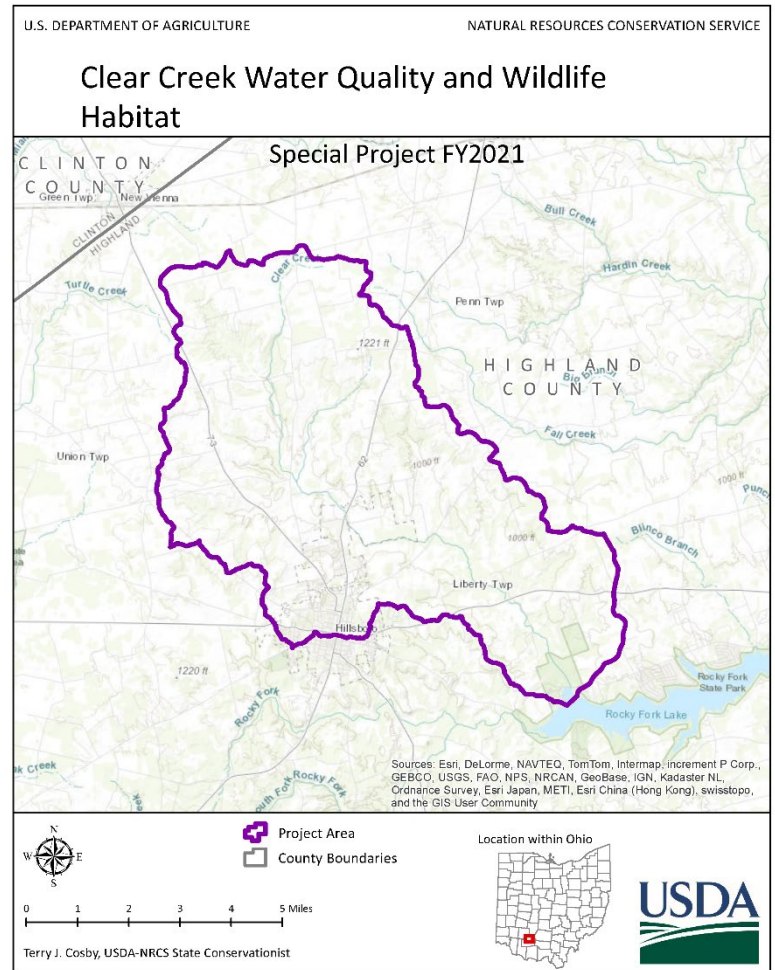 U.S. DEPARTMENT OF AGRICULTURE
NATURAL RESOURCES CONSERVATION SERVICE
Clear Creek Water Quality and Wildlife
Habitat
Special Project FY2021
CLINTON
COUNTY
Green Twp
New Vienna
CLINTON
HIGHLAND
Bull Creek
Clear Creek
Hardin Creek
Turtle Creek
Penn Twp
1221 ft
HIGHLAND
COUNTY
Big Branch
73
62
Fall Creek
Union Twp
1000 ft
1000 ft
1000 ft
Blinco Branch
Liberty Twp
Hillsboro
1220 ft
Rocky Fork
State Park
Rocky Fork
Rocky Fork Lake
South Fork Rocky Fork
Creek
Sources: Esri, DeLorme, NAVTEQ, TomTom, Intermap, increment P Corp.,
GEBCO, USGS, FAO, NPS, NRCAN, GeoBase, IGN, Kadaster NL,
Ordnance Survey, Esri Japan, METI, Esri China (Hong Kong), swisstopo,
and the GIS User Community
N
W
E
S
Project Area
County Boundaries
Location within Ohio
0 1 2 3 4 5 Miles
USDA
Terry J. Cosby, USDA-NRCS State Conservationist